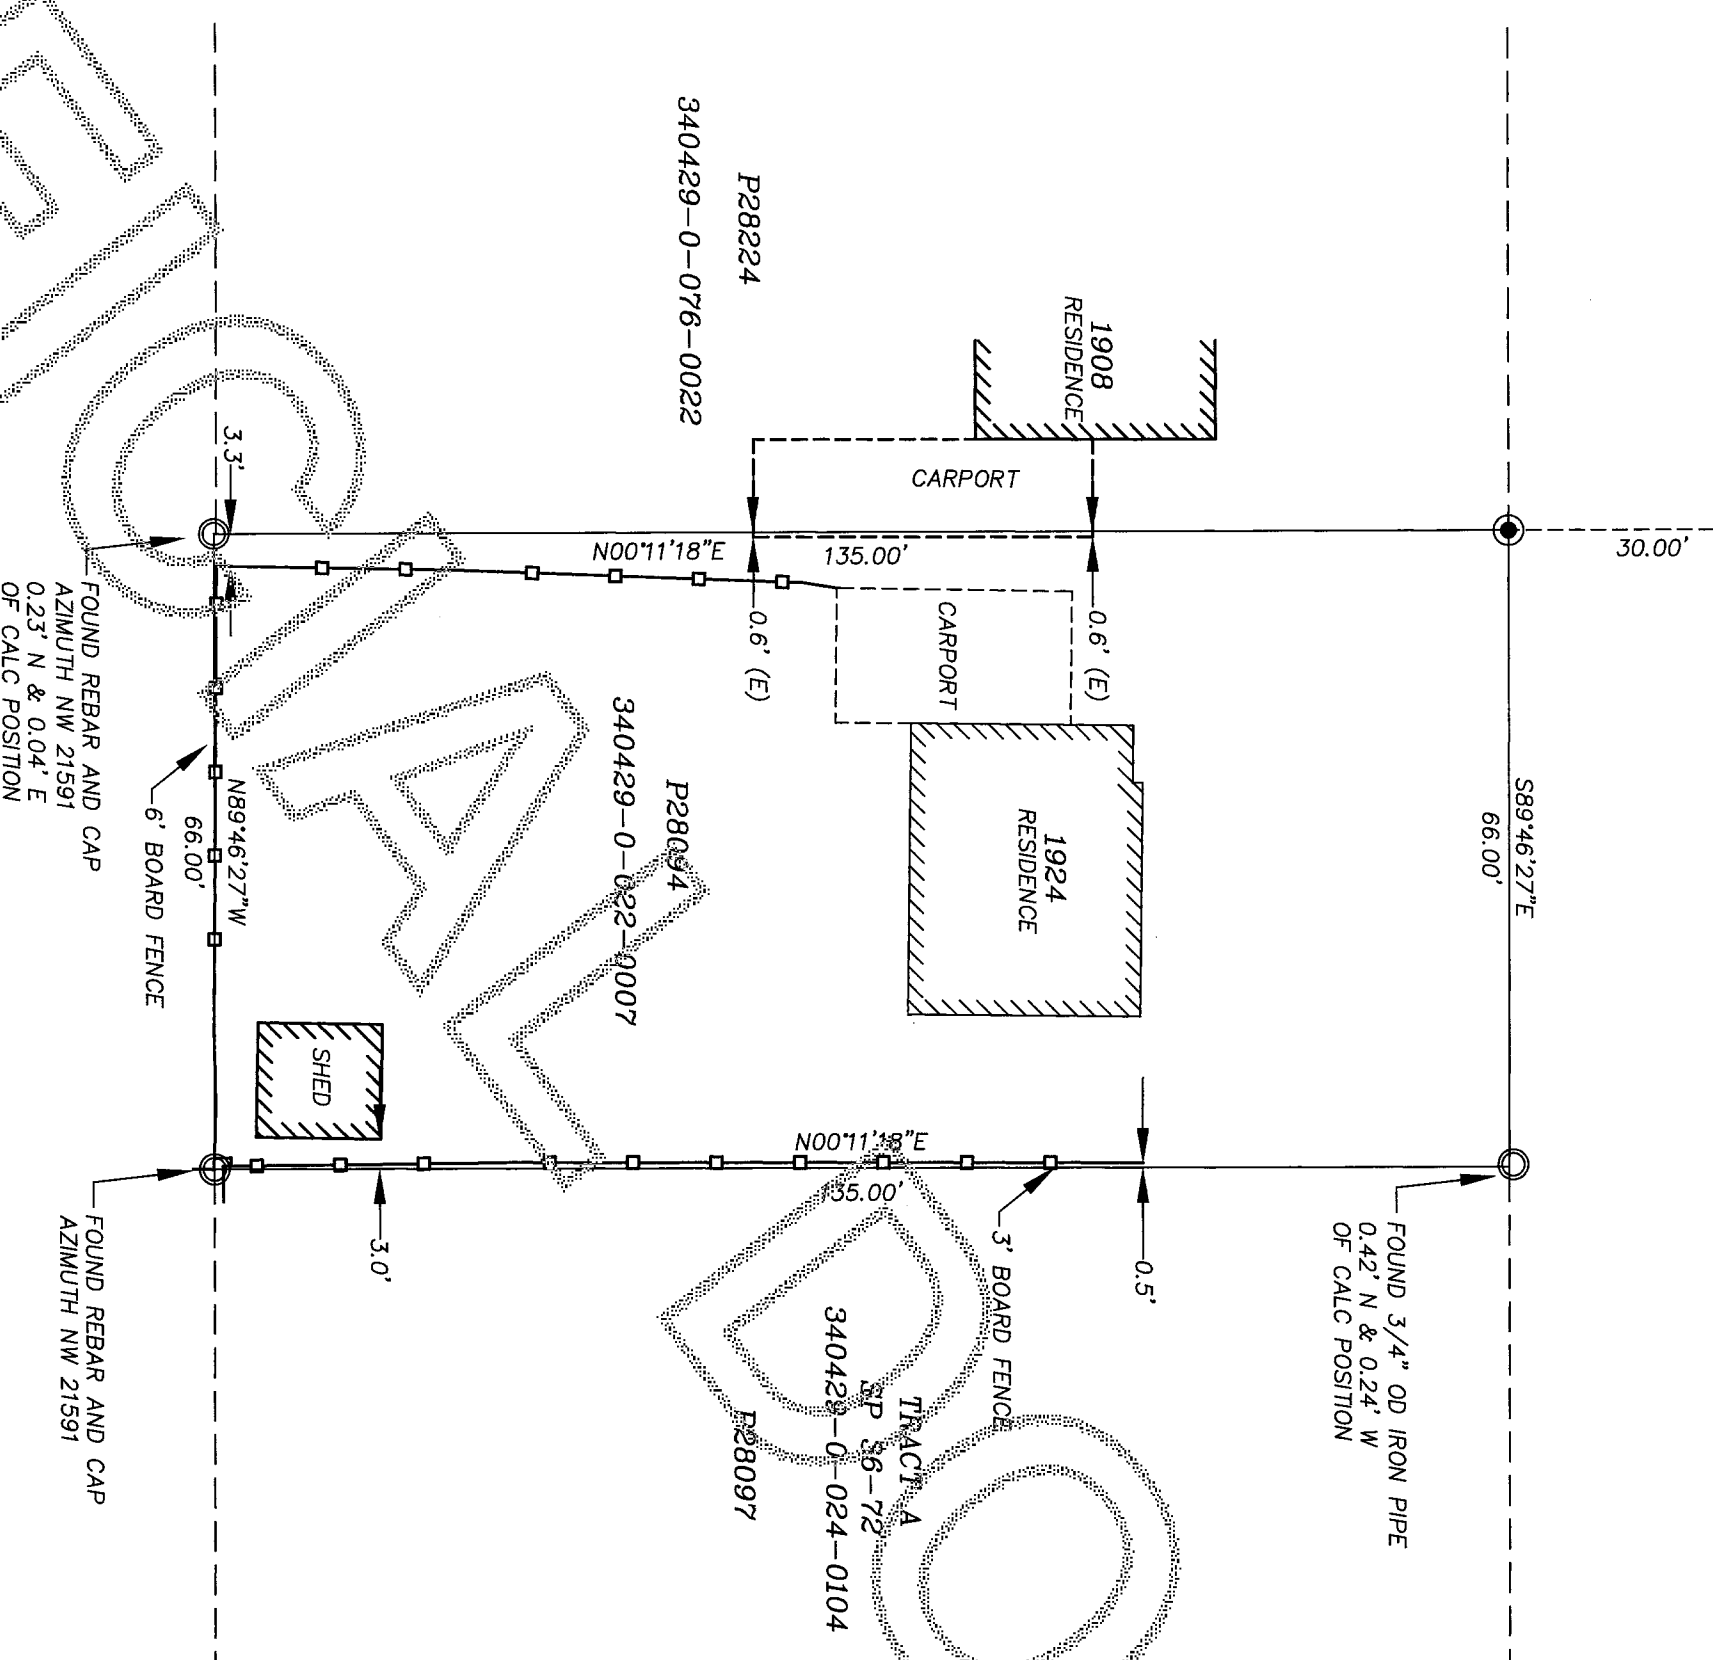 P28224
340429-0-076-0022
1908
RESIDENCE
CARPORT
30.00'
3.3'
N00°11'18"E
135.00'
0.6' (E)
0.6' (E)
CARPORT
S89°46'27"E
66.00'
1924
RESIDENCE
P28094
340429-0-022-0007
N89°46'27"W
66.00'
6' BOARD FENCE
FOUND REBAR AND CAP
AZIMUTH NW 21591
0.23' N & 0.04' E
OF CALC POSITION
SHED
N00°11'18"E
135.00'
3.0'
0.5'
3' BOARD FENCE
FOUND 3/4" OD IRON PIPE
0.42' N & 0.24' W
OF CALC POSITION
FOUND REBAR AND CAP
AZIMUTH NW 21591
TRACT A
SP 36-72
340429-0-024-0104
P28097
EICIAL
DO